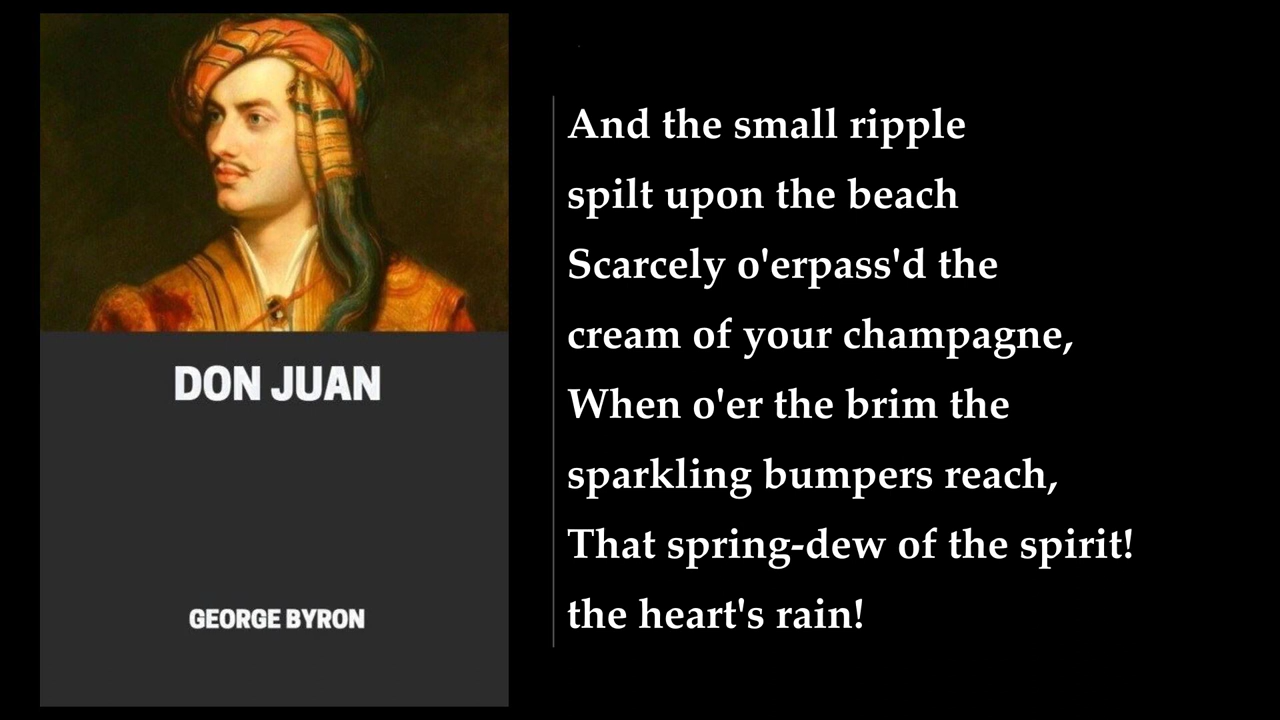 DON JUAN
GEORGE BYRON
And the small ripple
spilt upon the beach
Scarcely o'erpass'd the
cream of your champagne,
When o'er the brim the
sparkling bumpers reach,
That spring-dew of the spirit!
the heart's rain!